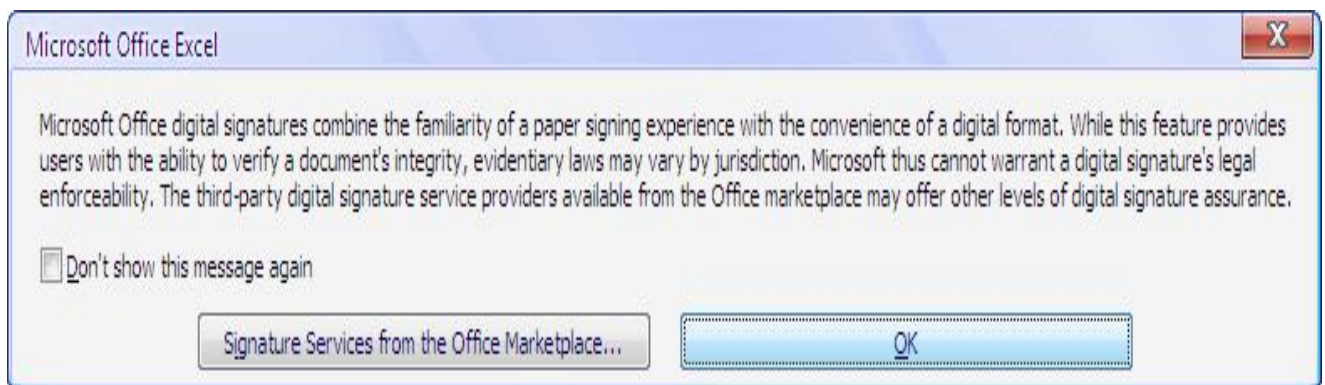 Microsoft Office Excel
X
Microsoft Office digital signatures combine the familiarity of a paper signing experience with the convenience of a digital format. While this feature provides
users with the ability to verify a document's integrity, evidentiary laws may vary by jurisdiction. Microsoft thus cannot warrant a digital signature's legal
enforceability. The third-party digital signature service providers available from the Office marketplace may offer other levels of digital signature assurance.
Don't show this message again
Signature Services from the Office Marketplace...
OK